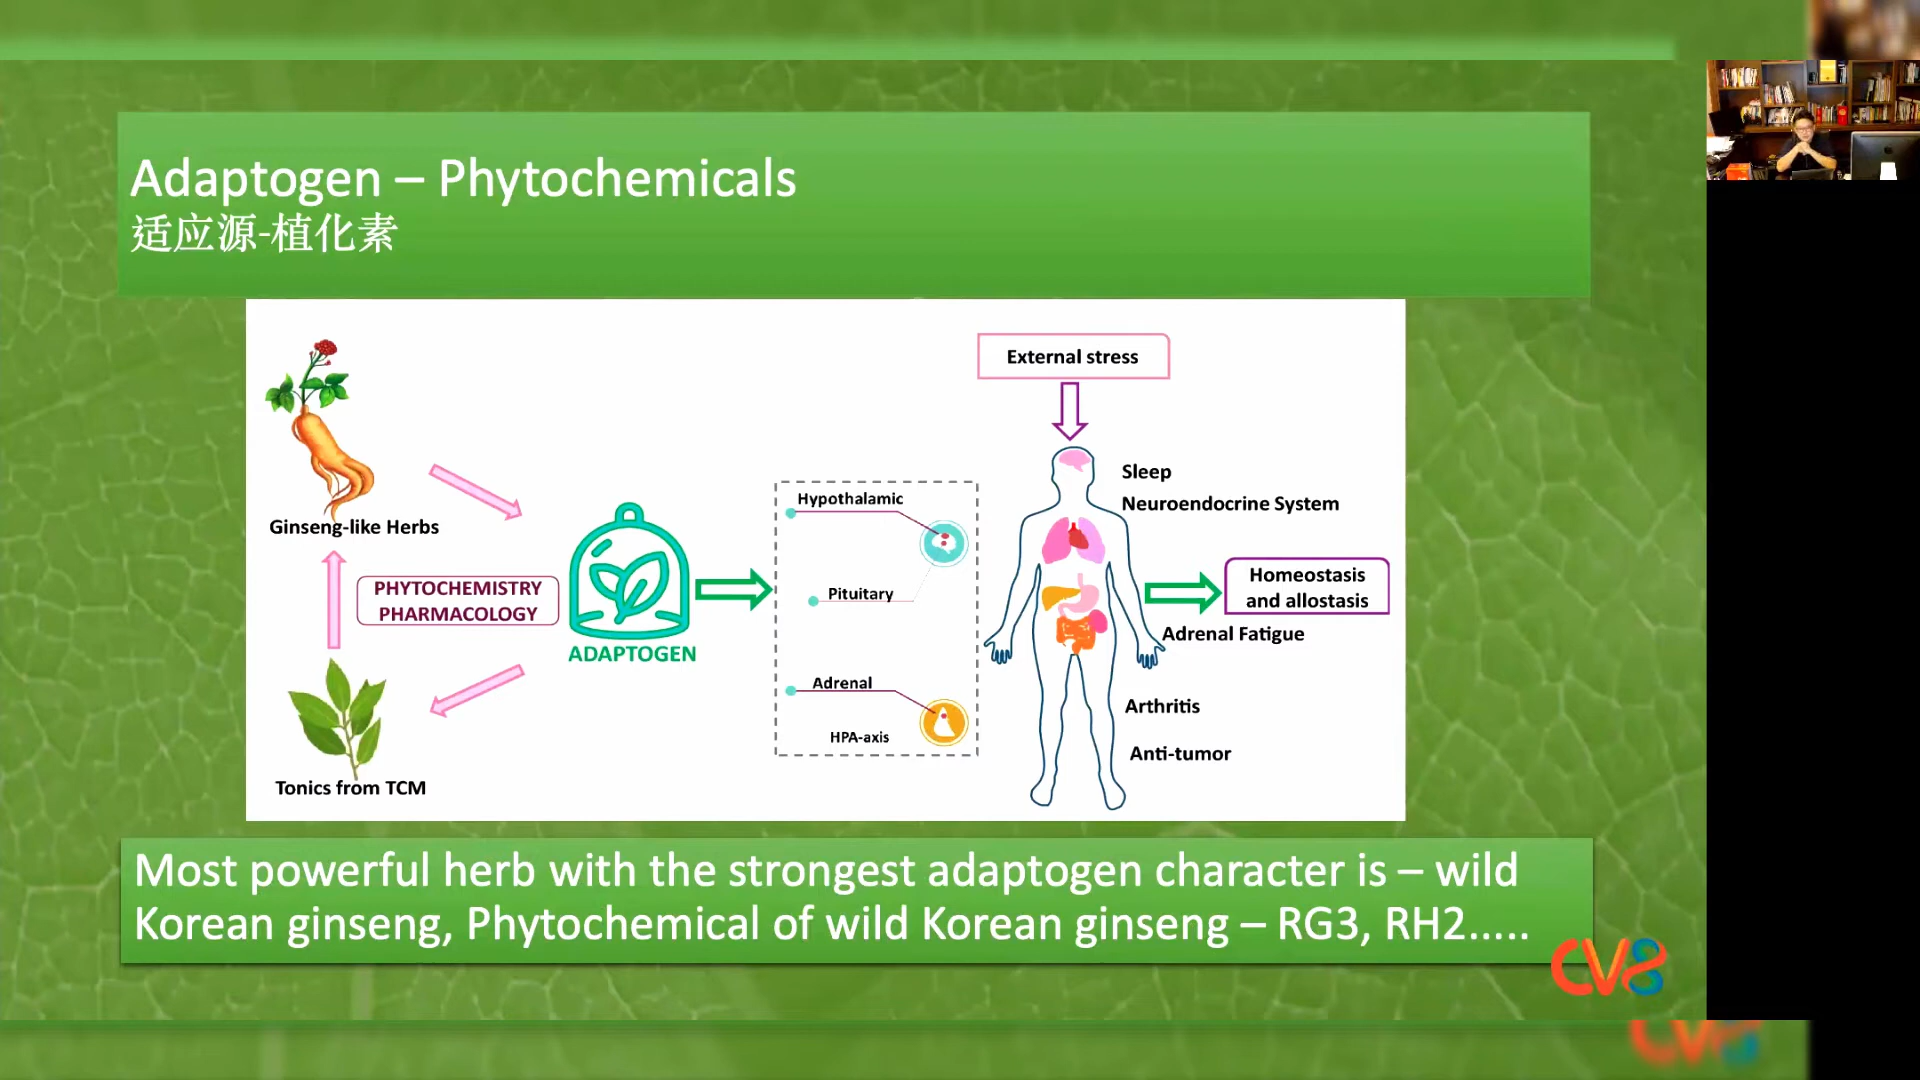 Adaptogen – Phytochemicals
适应源-植化素
External stress
Sleep
Neuroendocrine System
Hypothalamic
Ginseng-like Herbs
PHYTOCHEMISTRY
PHARMACOLOGY
Pituitary
Homeostasis
and allostasis
Adrenal Fatigue
ADAPTOGEN
Adrenal
Arthritis
HPA-axis
Anti-tumor
Tonics from TCM
Most powerful herb with the strongest adaptogen character is – wild
Korean ginseng, Phytochemical of wild Korean ginseng – RG3, RH2.....
CV8
CV8